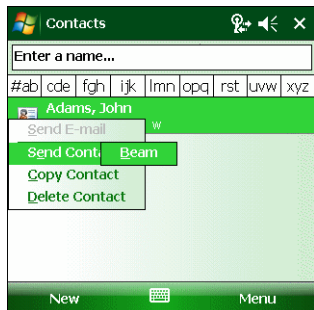 Contacts
Enter a name...
#ab cde fgh ijk lmn opq rst uvw xyz
Adams, John
w
Send E-mail
Send Conta Beam
Copy Contact
Delete Contact
New Menu